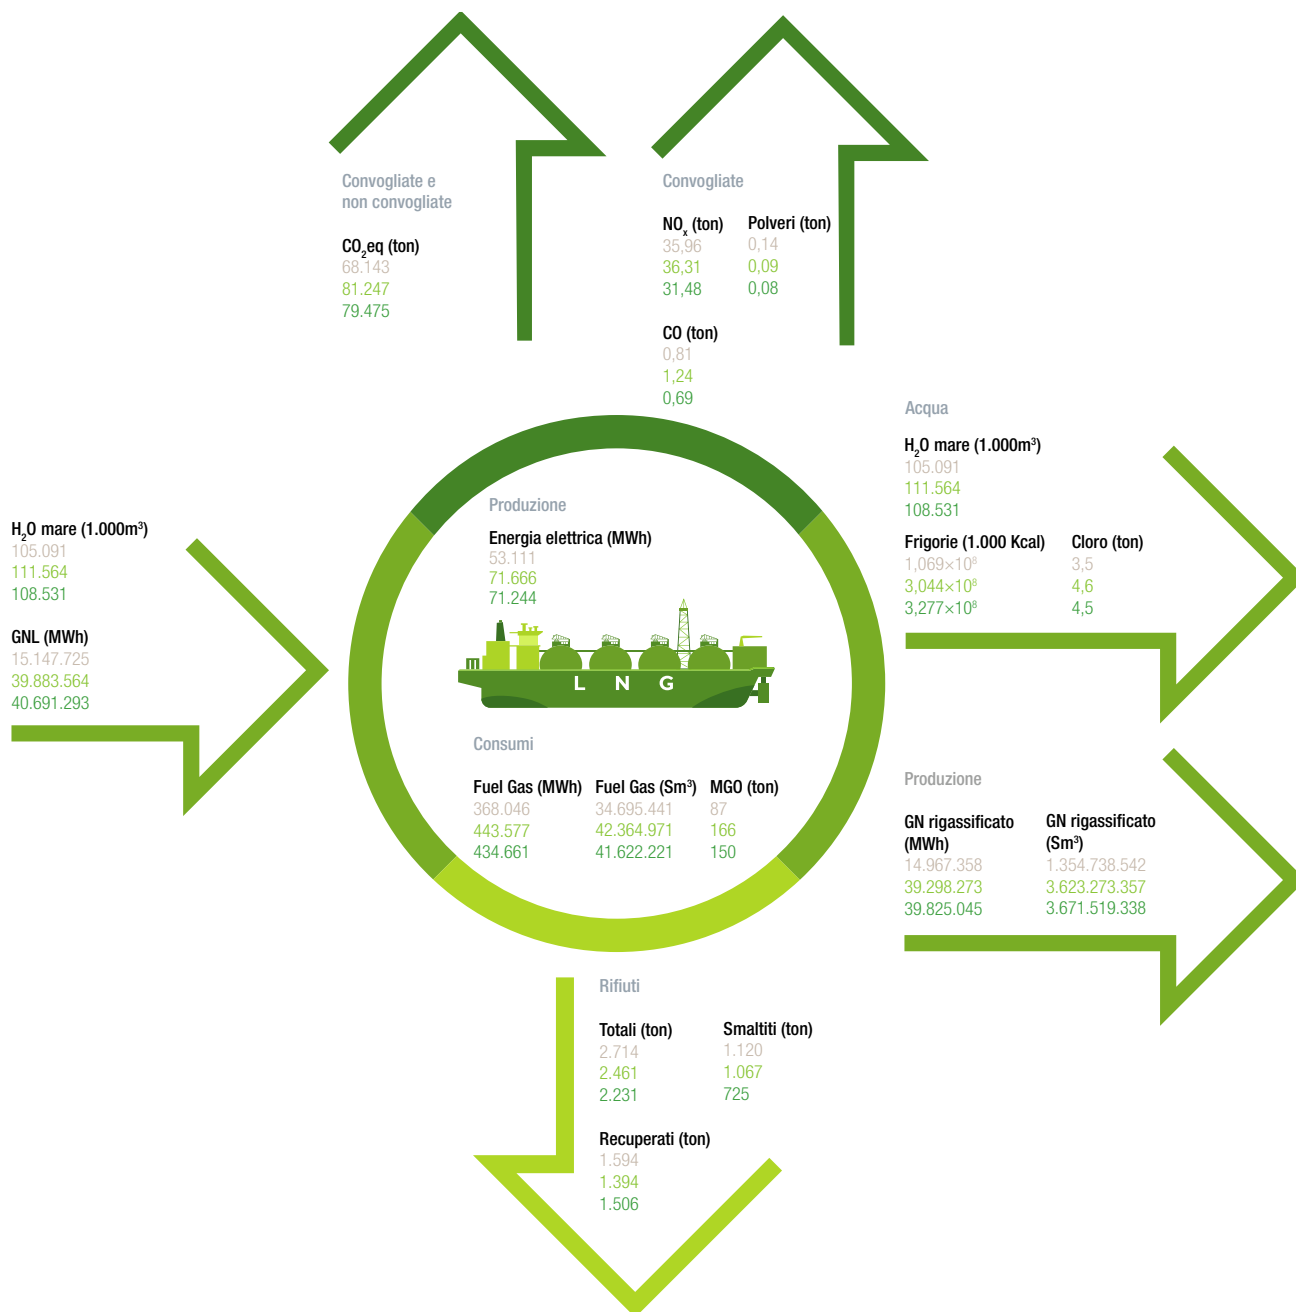 Convogliate e
non convogliate
CO₂eq (ton)
68.143
81.247
79.475
Convogliate
NOₓ (ton)
35,96
36,31
31,48
Polveri (ton)
0,14
0,09
0,08
CO (ton)
0,81
1,24
0,69
H₂O mare (1.000m³)
105.091
111.564
108.531
GNL (MWh)
15.147.725
39.883.564
40.691.293
Produzione
Energia elettrica (MWh)
53.111
71.666
71.244
L N G
Consumi
Fuel Gas (MWh)
368.046
443.577
434.661
Fuel Gas (Sm³)
34.695.441
42.364.971
41.622.221
MGO (ton)
87
166
150
Acqua
H₂O mare (1.000m³)
105.091
111.564
108.531
Frigorie (1.000 Kcal)
1,069×10⁸
3,044×10⁸
3,277×10⁸
Cloro (ton)
3,5
4,6
4,5
Produzione
GN rigassificato
(MWh)
14.967.358
39.298.273
39.825.045
GN rigassificato
(Sm³)
1.354.738.542
3.623.273.357
3.671.519.338
Rifiuti
Totali (ton)
2.714
2.461
2.231
Smaltiti (ton)
1.120
1.067
725
Recuperati (ton)
1.594
1.394
1.506